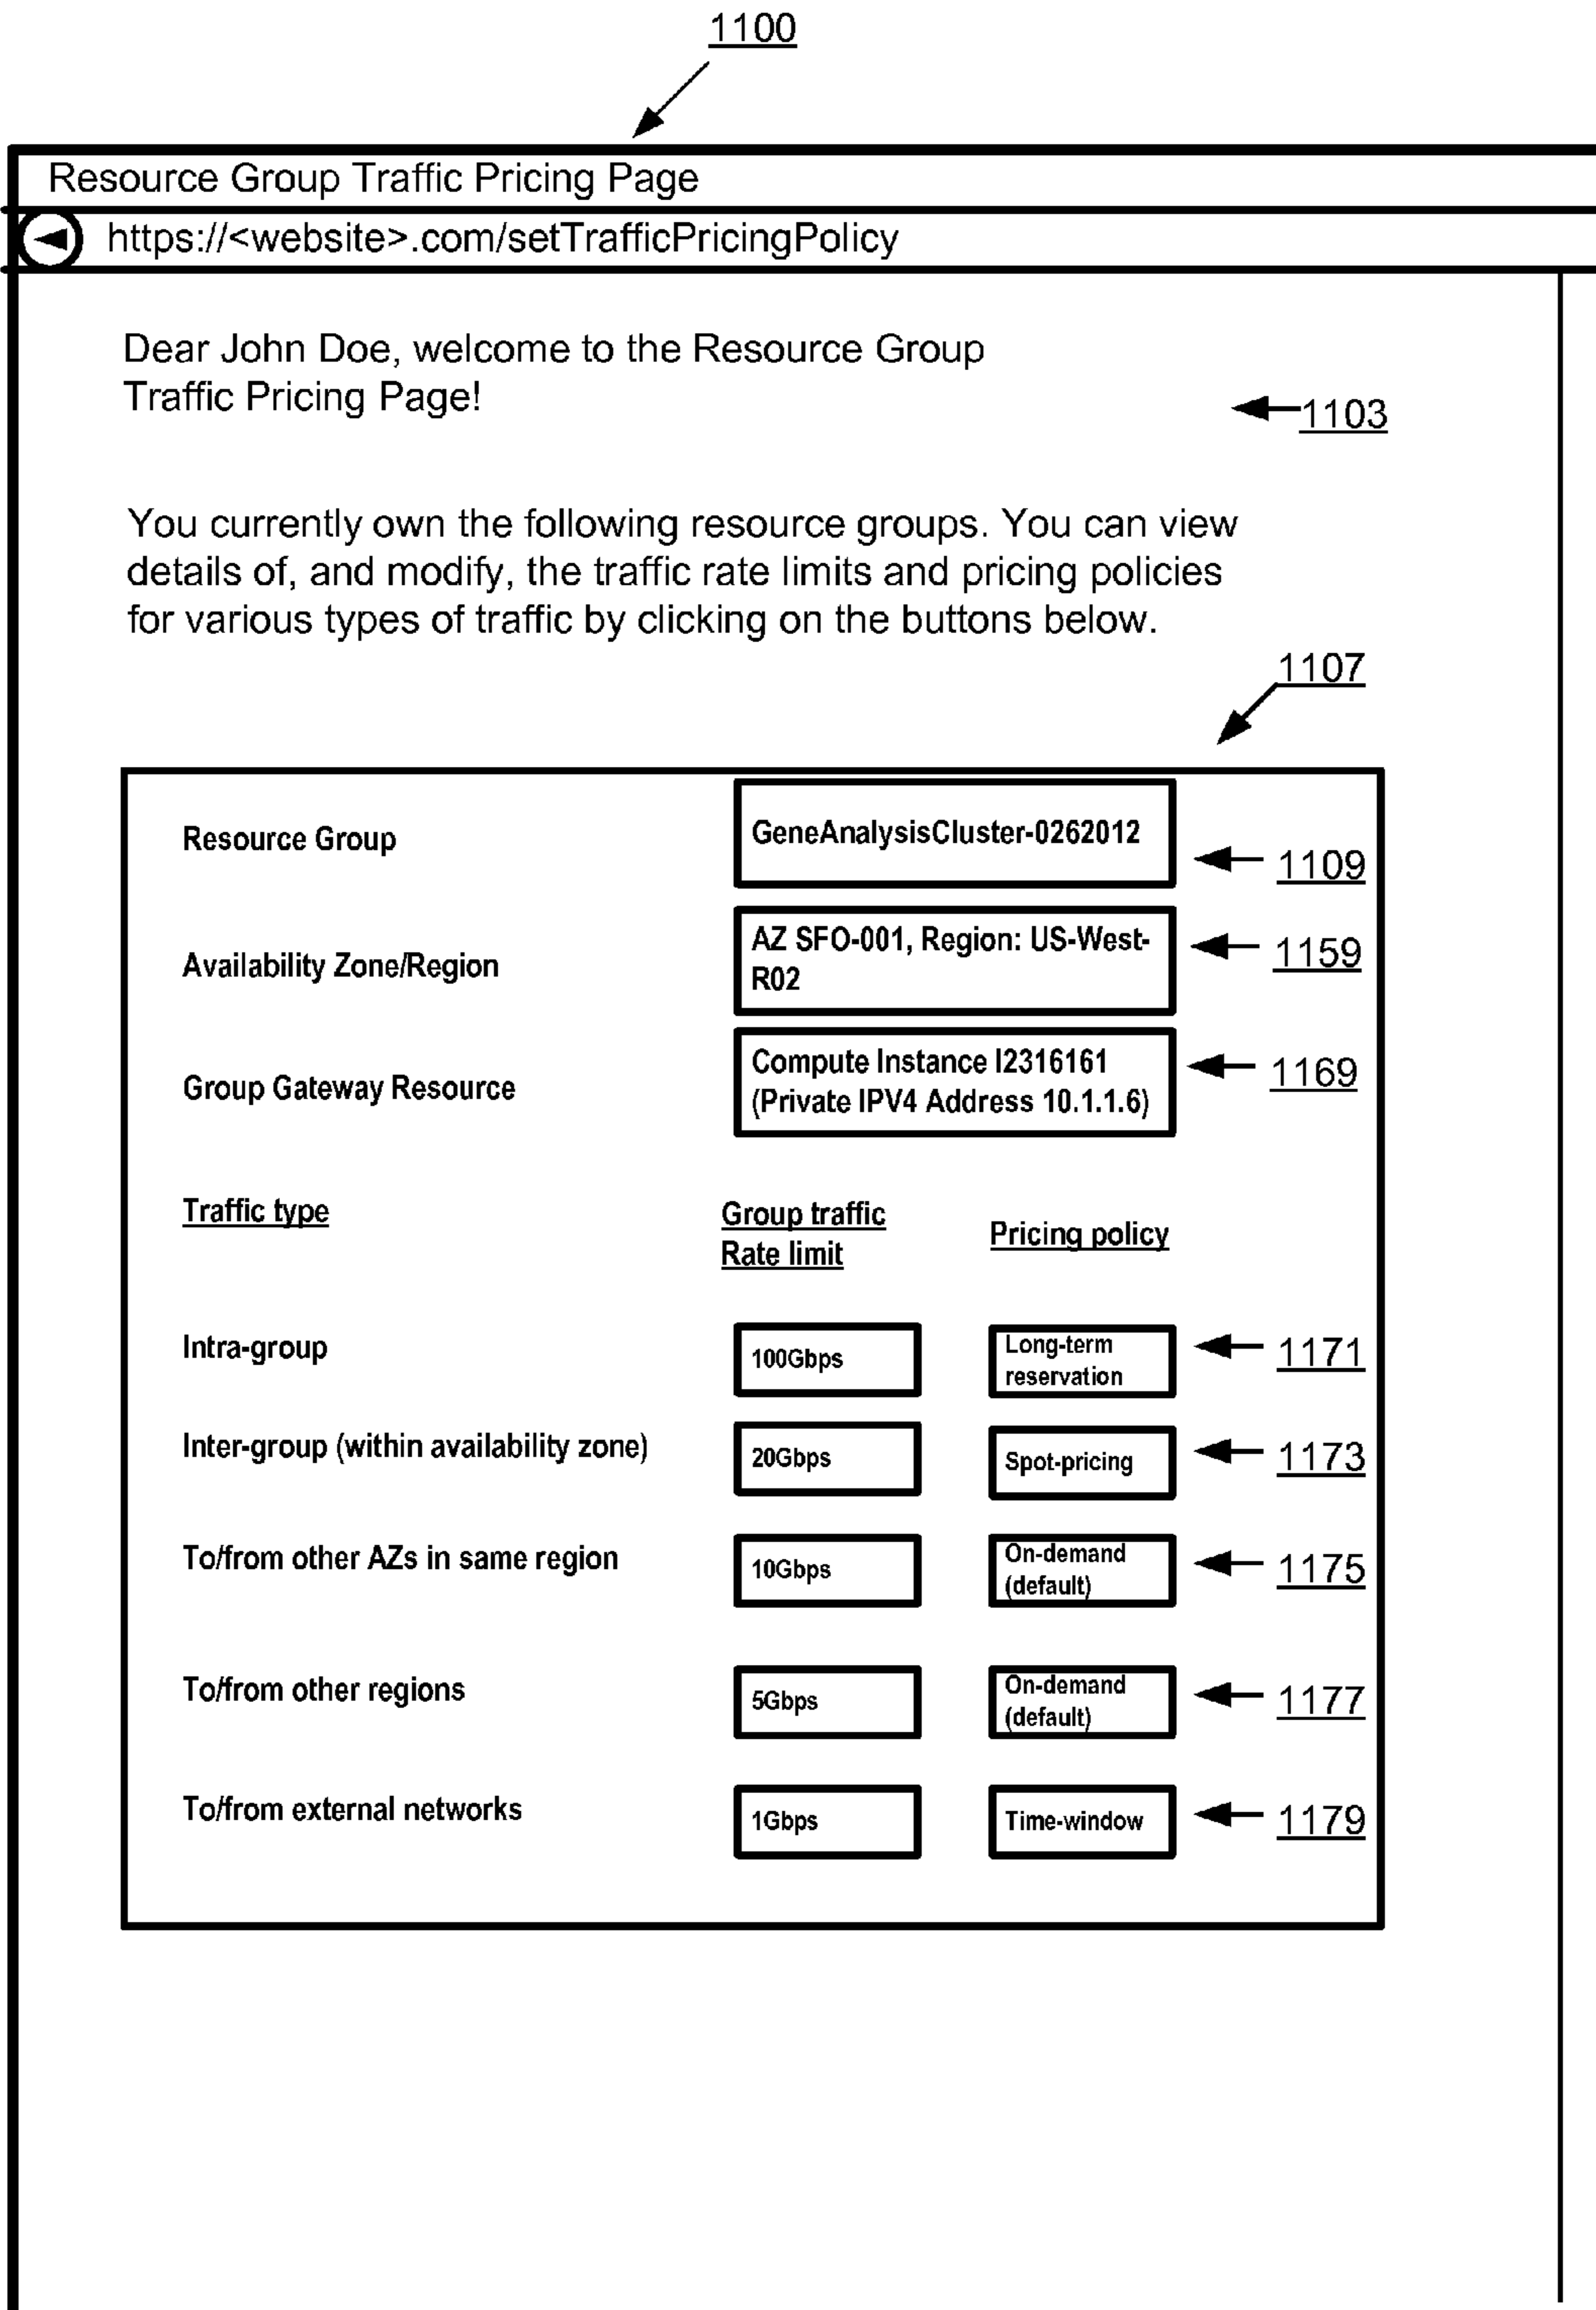 1100
Resource Group Traffic Pricing Page
https://<website>.com/setTrafficPricingPolicy
Dear John Doe, welcome to the Resource Group
Traffic Pricing Page!
1103
You currently own the following resource groups. You can view
details of, and modify, the traffic rate limits and pricing policies
for various types of traffic by clicking on the buttons below.
1107
Resource Group
GeneAnalysisCluster-0262012
1109
Availability Zone/Region
AZ SFO-001, Region: US-West-
R02
1159
Group Gateway Resource
Compute Instance I2316161
(Private IPV4 Address 10.1.1.6)
1169
Traffic type
Group traffic
Rate limit
Pricing policy
Intra-group
100Gbps
Long-term
reservation
1171
Inter-group (within availability zone)
20Gbps
Spot-pricing
1173
To/from other AZs in same region
10Gbps
On-demand
(default)
1175
To/from other regions
5Gbps
On-demand
(default)
1177
To/from external networks
1Gbps
Time-window
1179